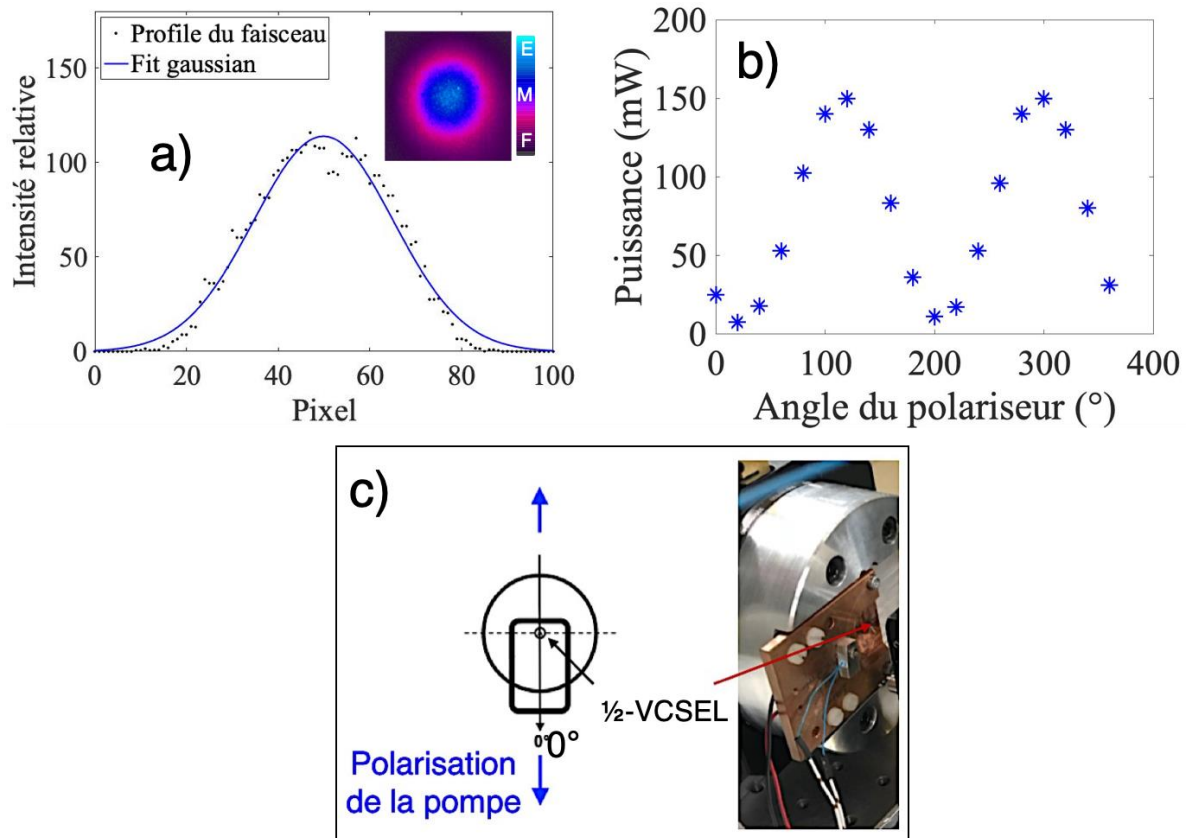 a)
Profile du faisceau
Fit gaussian
E
M
F
150
100
50
0
Intensité relative
0
20
40
60
80
100
Pixel
b)
200
150
100
50
0
Puissance (mW)
0
100
200
300
400
Angle du polariseur (°)
c)
½-VCSEL
0° 0°
Polarisation
de la pompe